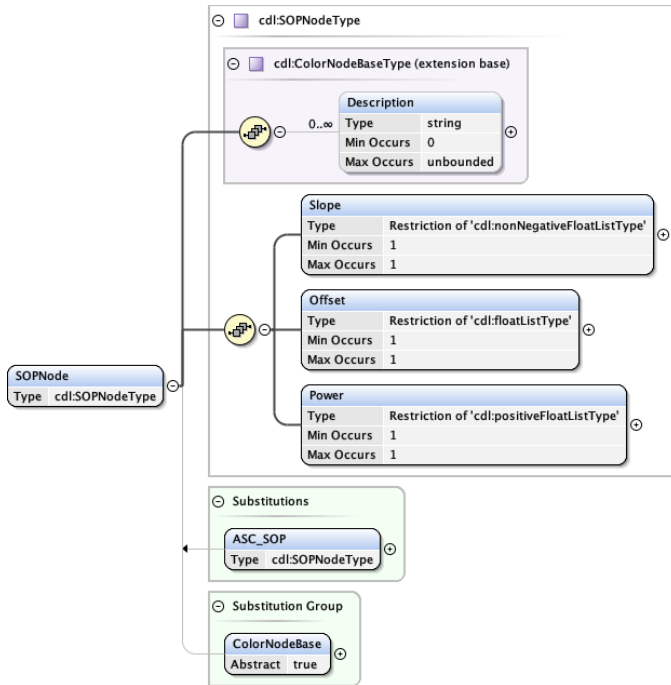 cdl:SOPNodeType
cdl:ColorNodeBaseType (extension base)
0..∞
Description
Type string
Min Occurs 0
Max Occurs unbounded
Slope
Type Restriction of 'cdl:nonNegativeFloatListType'
Min Occurs 1
Max Occurs 1
Offset
Type Restriction of 'cdl:floatListType'
Min Occurs 1
Max Occurs 1
SOPNode
Type cdl:SOPNodeType
Power
Type Restriction of 'cdl:positiveFloatListType'
Min Occurs 1
Max Occurs 1
Substitutions
ASC_SOP
Type cdl:SOPNodeType
Substitution Group
ColorNodeBase
Abstract true